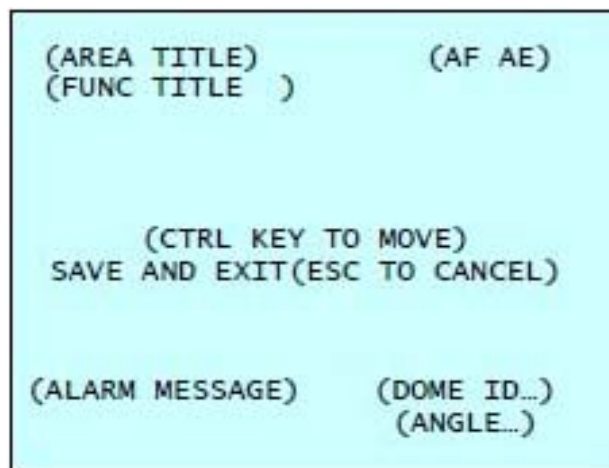 (AREA TITLE) (AF AE)
(FUNC TITLE )
(CTRL KEY TO MOVE)
SAVE AND EXIT(ESC TO CANCEL)
(ALARM MESSAGE) (DOME ID…)
(ANGLE…)